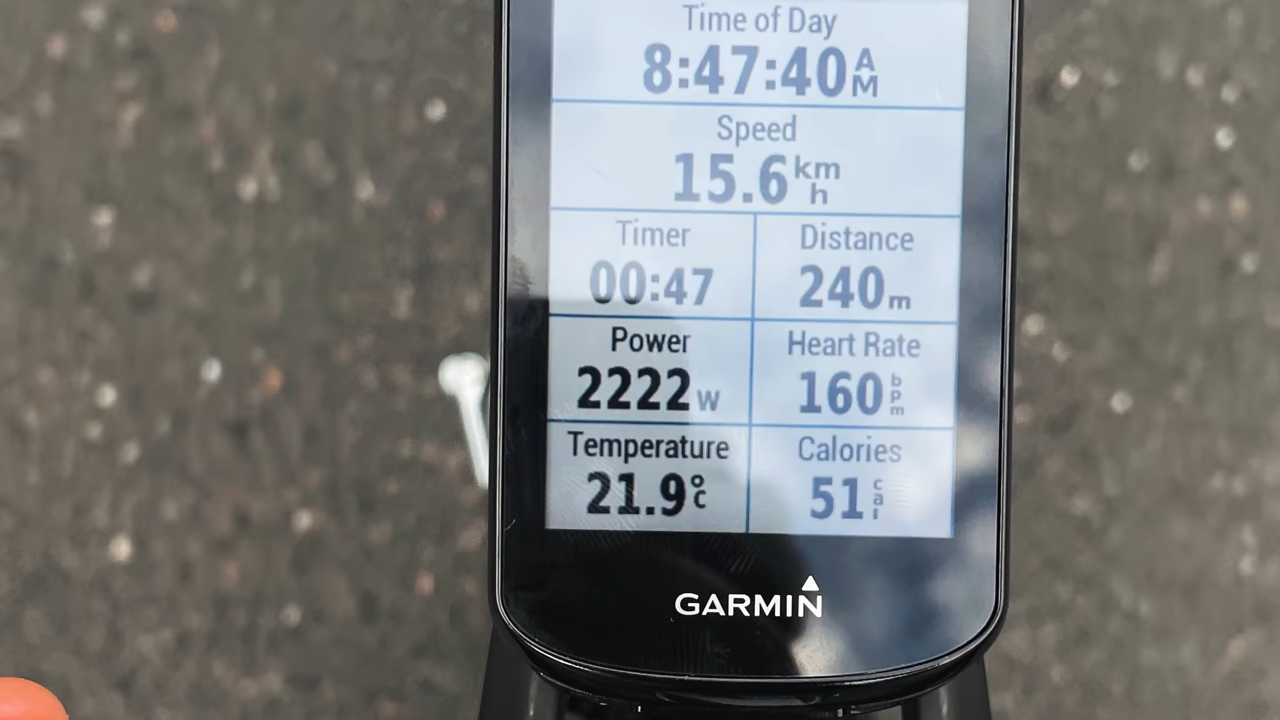 Time of Day
8:47:40 AM
Speed
15.6 km h
Timer Distance
00:47 240 m
Power Heart Rate
2222 W 160 bpm
Temperature Calories
21.9°C 51 cal
GARMIN